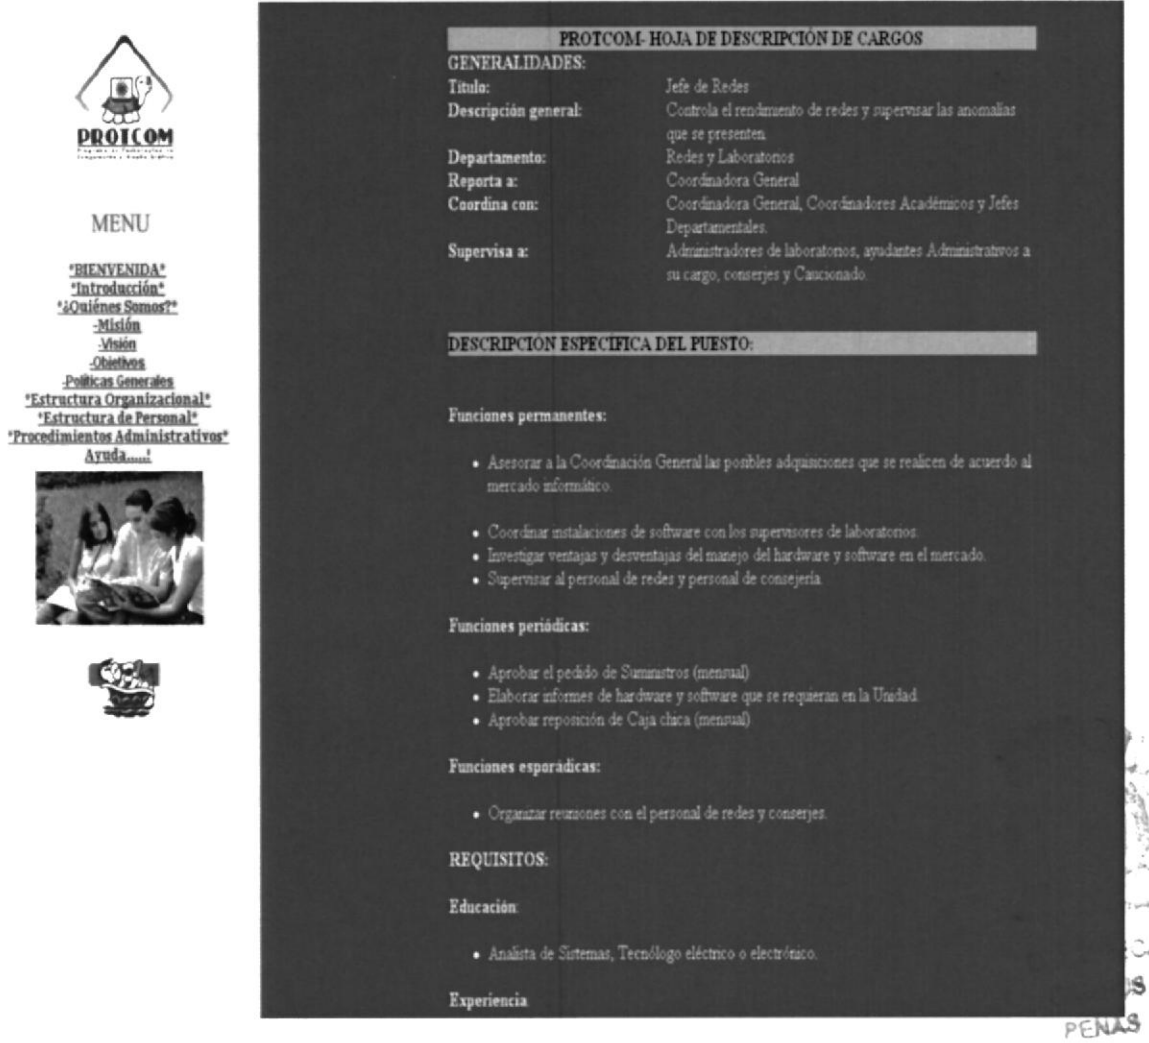 PROTCOM
MENU
*BIENVENIDA*
*Introducción*
*¿Quiénes Somos?*
-Misión
-Visión
-Objetivos
-Políticas Generales
*Estructura Organizacional*
*Estructura de Personal*
*Procedimientos Administrativos*
Ayuda.....!
PROTCOM- HOJA DE DESCRIPCIÓN DE CARGOS
GENERALIDADES:
Título: Jefe de Redes
Descripción general: Controla el rendimiento de redes y supervisar las anomalías
que se presenten
Departamento: Redes y Laboratorios
Reporta a: Coordinadora General
Coordina con: Coordinadora General, Coordinadores Académicos y Jefes
Departamentales.
Supervisa a: Administradores de laboratorios, ayudantes Administrativos a
su cargo, conserjes y Caucionado.
DESCRIPCIÓN ESPECÍFICA DEL PUESTO:
Funciones permanentes:
• Asesorar a la Coordinación General las posibles adquisiciones que se realicen de acuerdo al
mercado informático.
• Coordinar instalaciones de software con los supervisores de laboratorios.
• Investigar ventajas y desventajas del manejo del hardware y software en el mercado.
• Supervisar al personal de redes y personal de consejería.
Funciones periódicas:
• Aprobar el pedido de Suministros (mensual)
• Elaborar informes de hardware y software que se requieran en la Unidad.
• Aprobar reposición de Caja chica (mensual)
Funciones esporádicas:
• Organizar reuniones con el personal de redes y conserjes.
REQUISITOS:
Educación:
• Analista de Sistemas, Tecnólogo eléctrico o electrónico.
Experiencia
PEÑAS